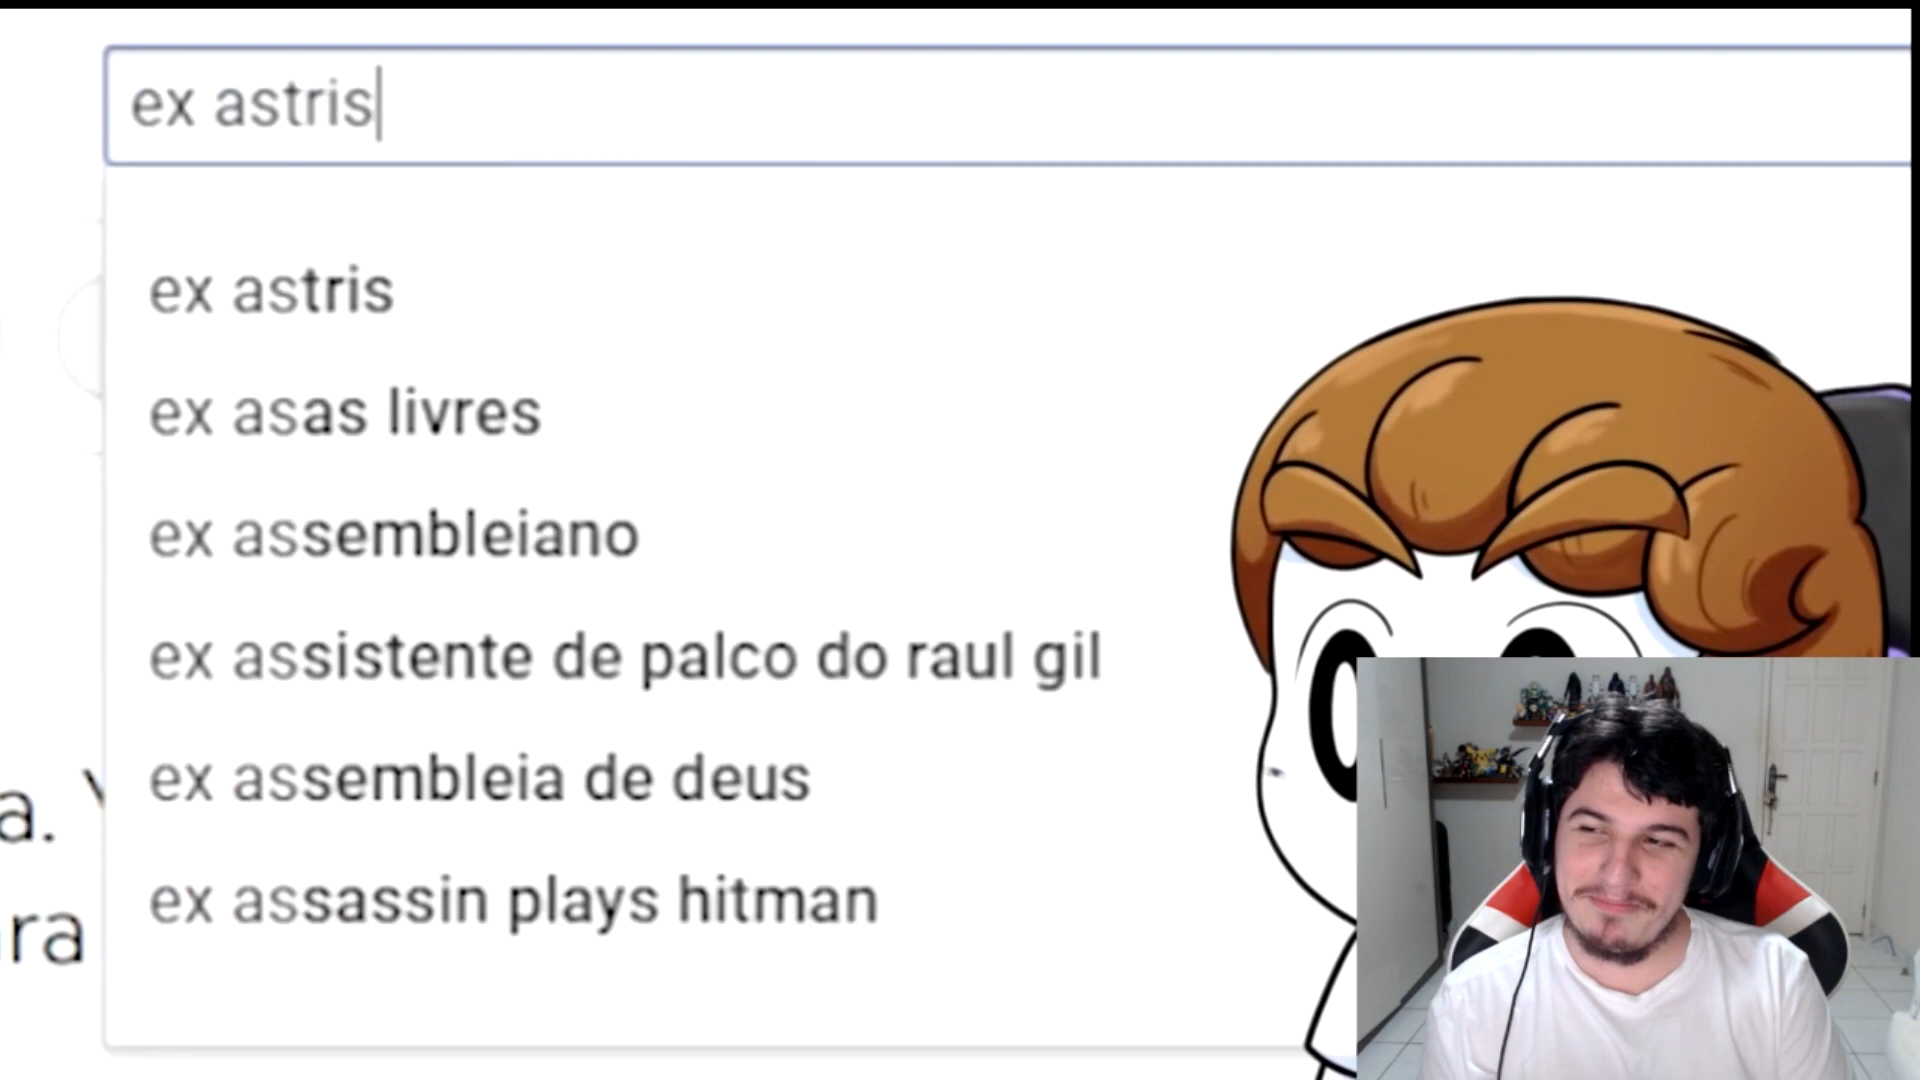 ex astris
ex astris
ex asas livres
ex assembleiano
ex assistente de palco do raul gil
ex assembleia de deus
a.
ex assassin plays hitman
ra